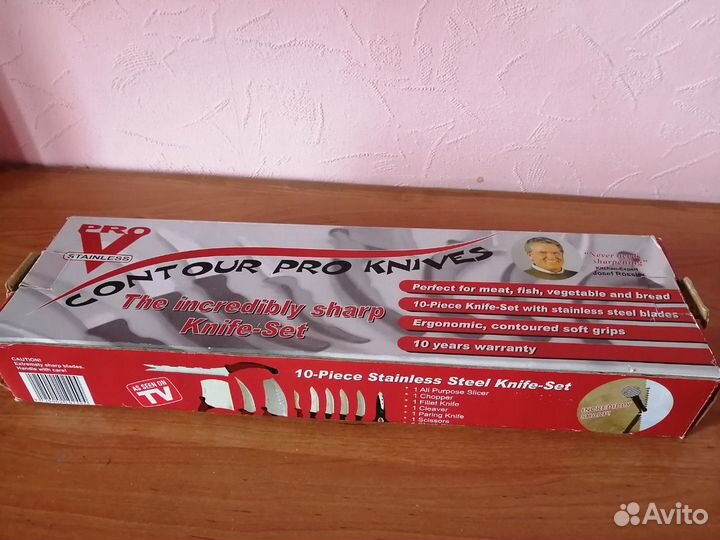 PRO
V
STAINLESS
CONTOUR PRO KNIVES
The incredibly sharp
Knife-Set
"Never needs
sharpening"
Kitchen-Expert
Josef Rössler
Perfect for meat, fish, vegetable and bread
10-Piece Knife-Set with stainless steel blades
Ergonomic, contoured soft grips
10 years warranty
CAUTION!
Extremely sharp blades.
Handle with care!
AS SEEN ON
TV
10-Piece Stainless Steel Knife-Set
• 1 All Purpose Slicer
• 1 Chopper
• 1 Fillet Knife
• 1 Cleaver
• 1 Paring Knife
• 1 Scissors
INCREDIBLY
SHARP!
Avito